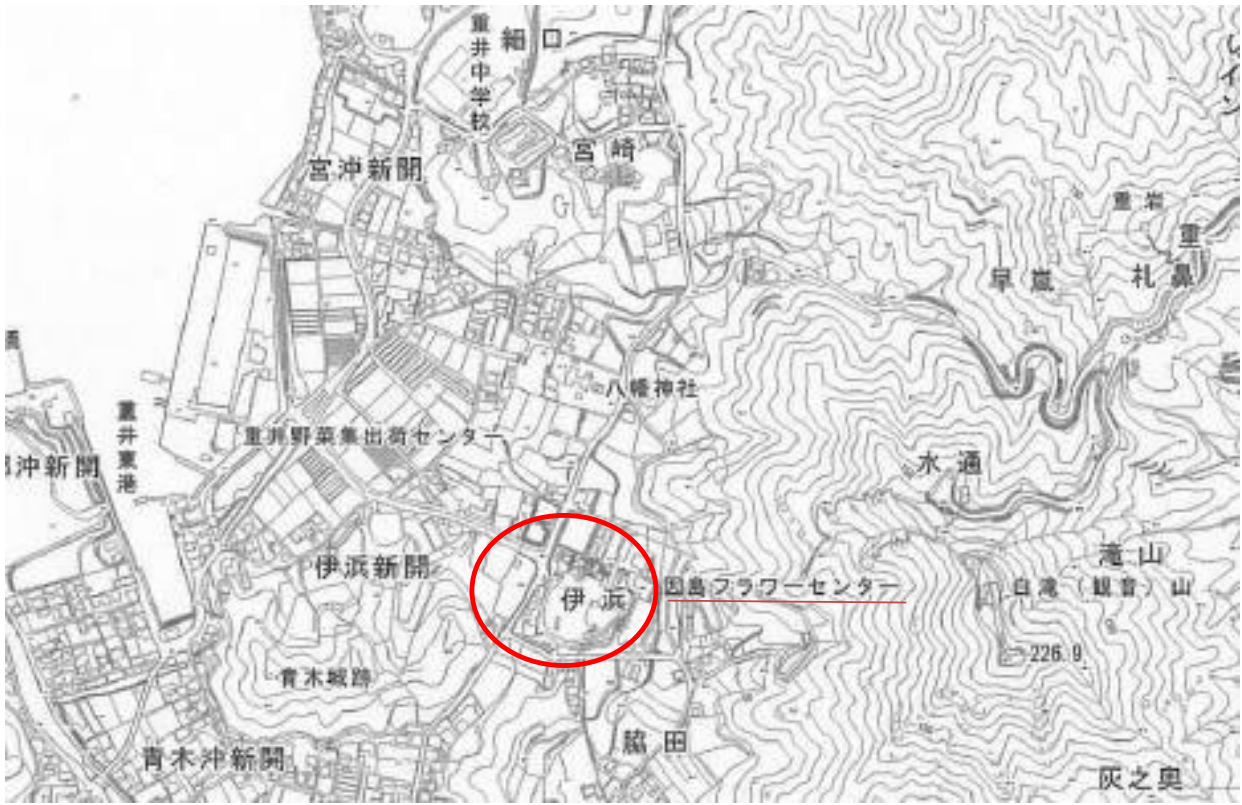 細口
重井中学校
宮崎
宮沖新開
重岩
早嵐
札鼻
八幡神社
重井野菜集出荷センター
重井東港
沖新開
水通
伊浜新開
伊浜
因島フラワーセンター
滝山
白滝(観音)山
226.9
青木城跡
脇田
青木沖新開
灰之奥